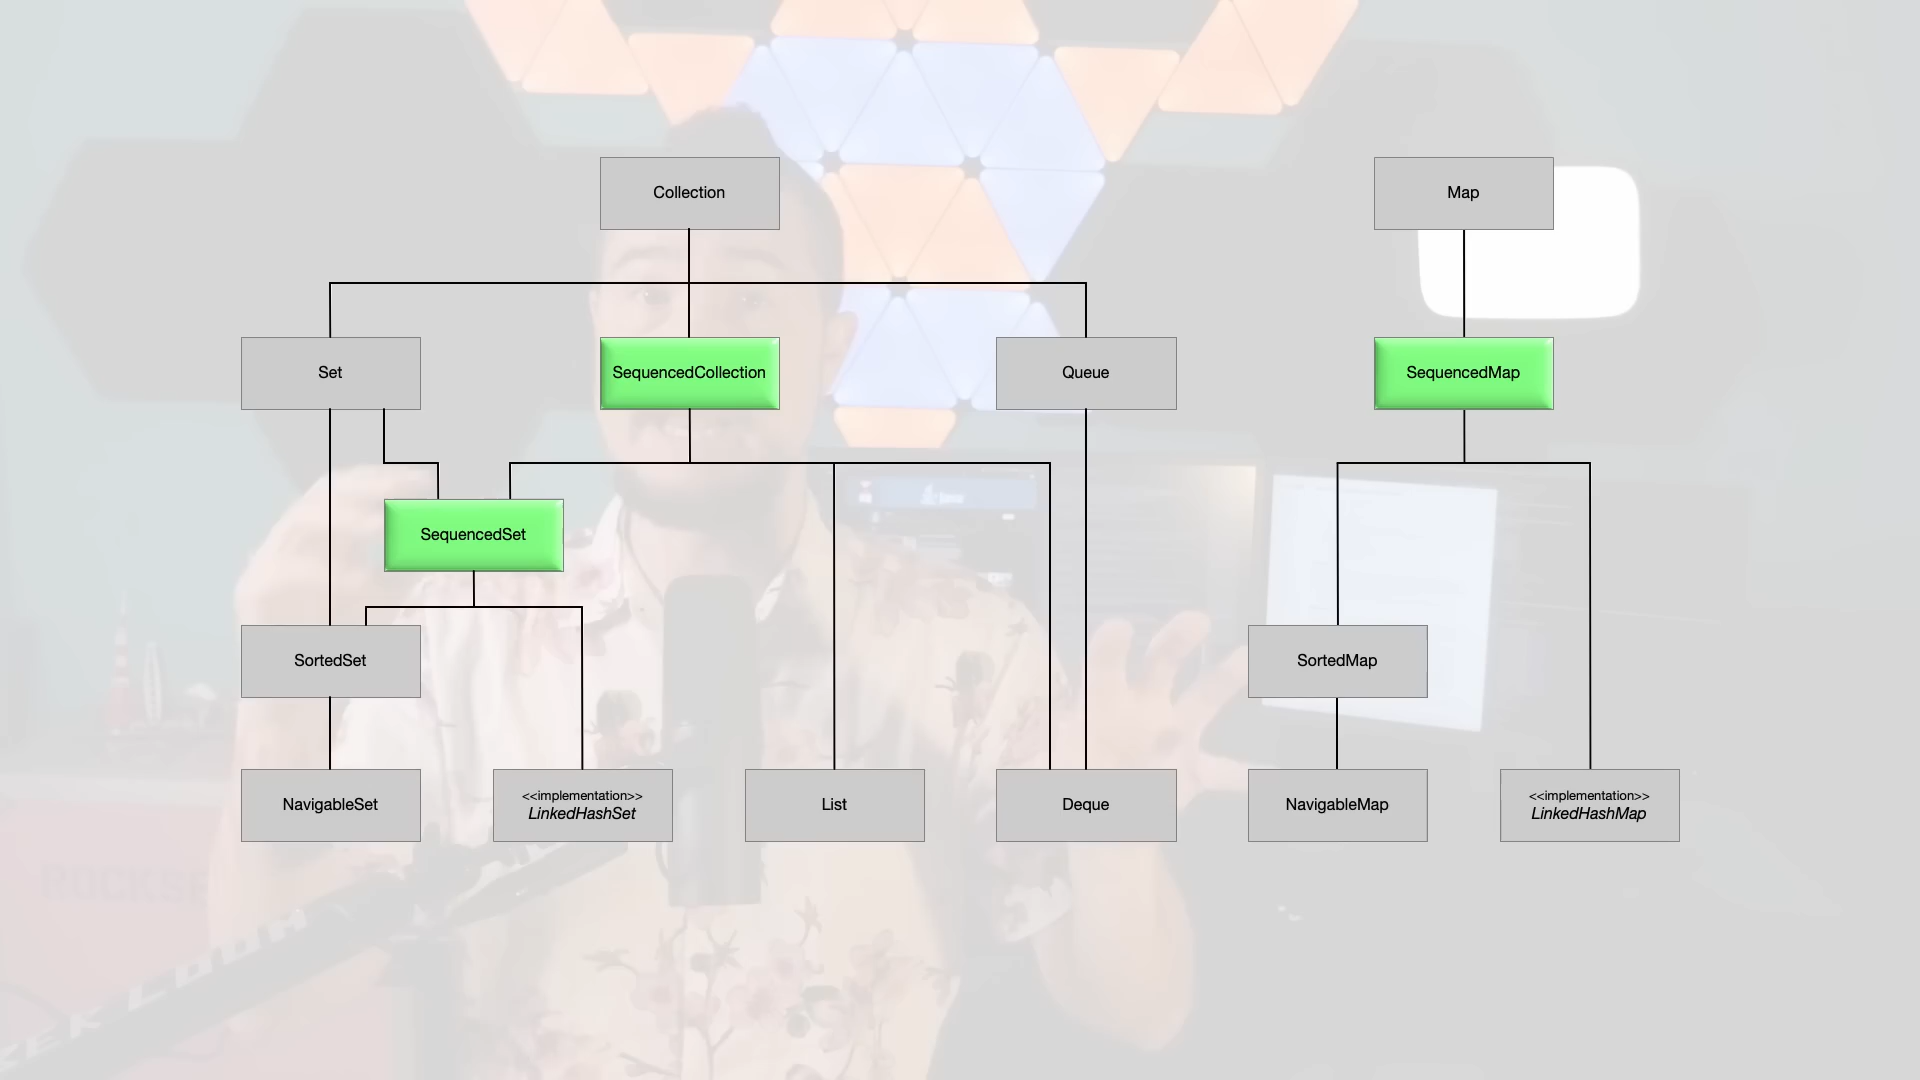 Collection
Map
Set
SequencedCollection
Queue
SequencedMap
SequencedSet
SortedSet
SortedMap
NavigableSet
<<implementation>>
LinkedHashSet
List
Deque
NavigableMap
<<implementation>>
LinkedHashMap